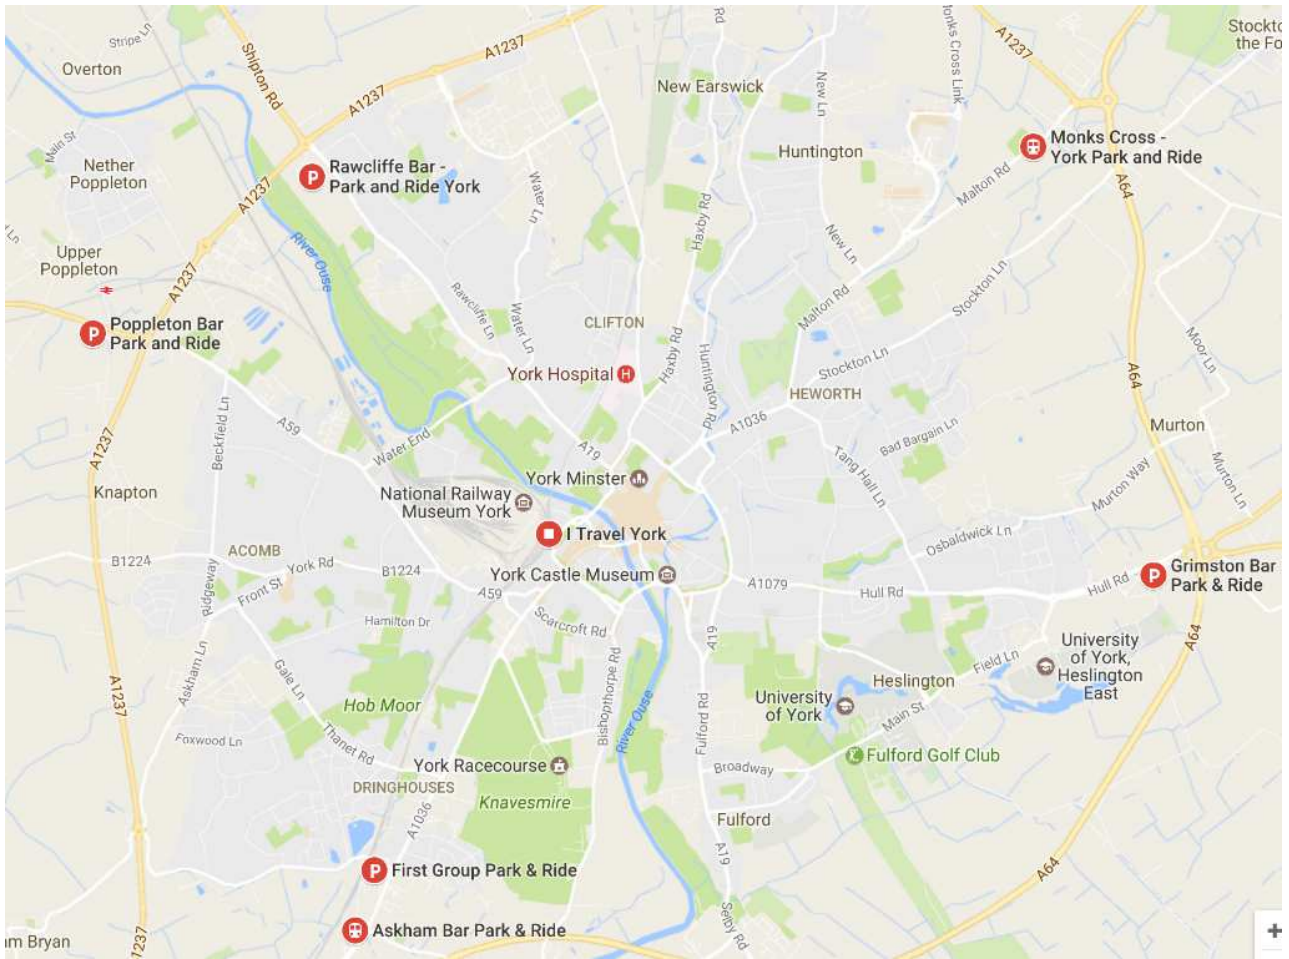 Stripe Ln
Overton
Shipton Rd
A1237
A1237
Haxby Rd
New Earswick
New Ln
Monks Cross Link
A1237
Stockto
the Fo
Main St
Nether
Poppleton
Rawcliffe Bar -
Park and Ride York
A1237
Water Ln
Huntington
Monks Cross -
York Park and Ride
Malton Rd
A64
Haxby Rd
New Ln
Ln
Upper
Poppleton
River Ouse
A1237
Rawcliffe Ln
Water Ln
CLIFTON
Malton Rd
Stockton Ln
Poppleton Bar
Park and Ride
Moor Ln
Haxby Rd
Huntington Rd
Stockton Ln
A64
York Hospital
H
HEWORTH
Beckfield Ln
A59
Water End
A19
A1036
Bad Bargain Ln
Murton
A1237
Tang Hall Ln
York Minster
Murton Way
Murton Ln
Knapton
National Railway
Museum York
I Travel York
Osbaldwick Ln
ACOMB
B1224
York Rd
B1224
York Castle Museum
A1079
Hull Rd
Hull Rd
Grimston Bar
Park & Ride
Ridgeway
Front St
A59
Scarcroft Rd
Hamilton Dr
A19
A64
University
of York,
Heslington
East
Field Ln
Askham Ln
Gale Ln
Bishopthorpe Rd
Heslington
A1237
Hob Moor
River Ouse
Fulford Rd
University
of York
Main St
Foxwood Ln
Thanet Rd
York Racecourse
Broadway
Fulford Golf Club
DRINGHOUSES
Knavesmire
A1036
Fulford
A19
First Group Park & Ride
A64
Selby Rd
Askham Bar Park & Ride
am Bryan
1237
P
P
P
P
+